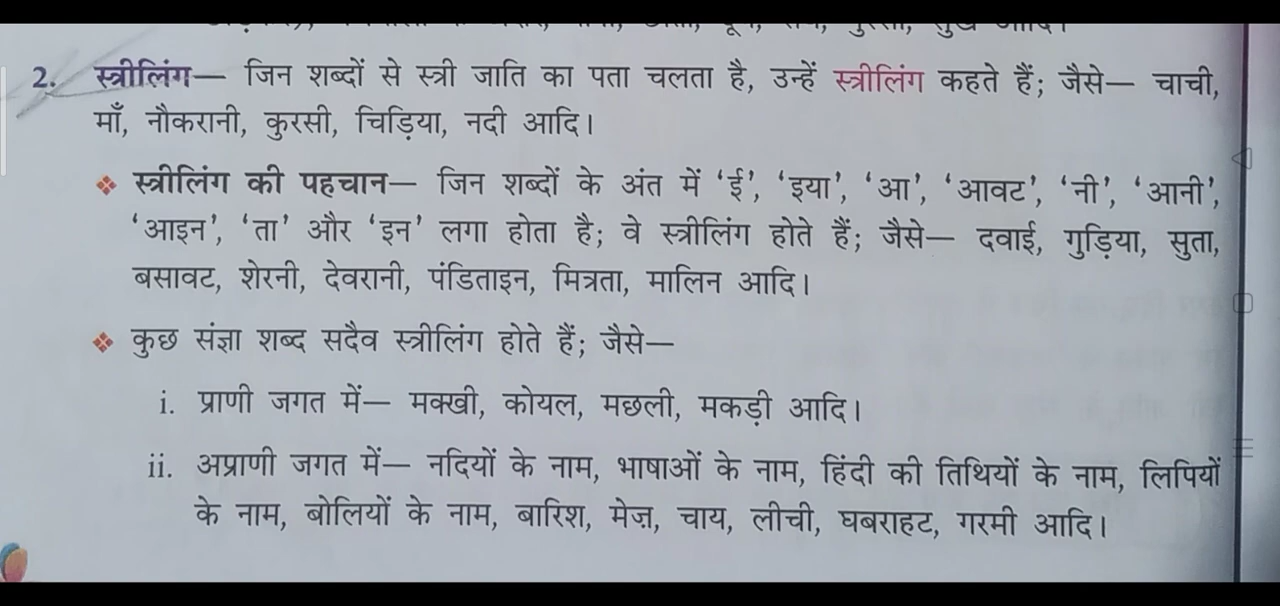 2. स्त्रीलिंग— जिन शब्दों से स्त्री जाति का पता चलता है, उन्हें स्त्रीलिंग कहते हैं; जैसे— चाची,
माँ, नौकरानी, कुरसी, चिड़िया, नदी आदि।
❖ स्त्रीलिंग की पहचान— जिन शब्दों के अंत में ‘ई’, ‘इया’, ‘आ’, ‘आवट’, ‘नी’, ‘आनी’,
‘आइन’, ‘ता’ और ‘इन’ लगा होता है; वे स्त्रीलिंग होते हैं; जैसे— दवाई, गुड़िया, सुता,
बसावट, शेरनी, देवरानी, पंडिताइन, मित्रता, मालिन आदि।
❖ कुछ संज्ञा शब्द सदैव स्त्रीलिंग होते हैं; जैसे—
i. प्राणी जगत में— मक्खी, कोयल, मछली, मकड़ी आदि।
ii. अप्राणी जगत में— नदियों के नाम, भाषाओं के नाम, हिंदी की तिथियों के नाम, लिपियों
के नाम, बोलियों के नाम, बारिश, मेज़, चाय, लीची, घबराहट, गरमी आदि।